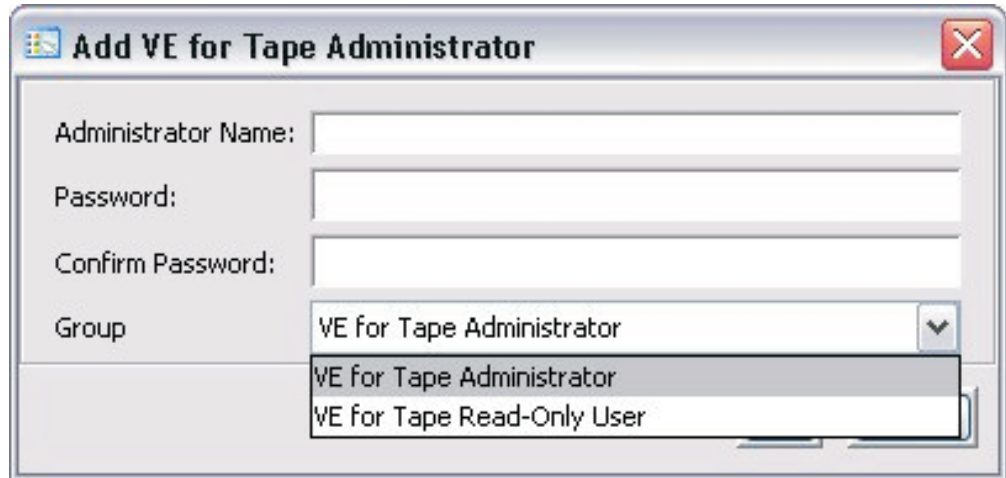 Add VE for Tape Administrator
Administrator Name:
Password:
Confirm Password:
Group
VE for Tape Administrator
VE for Tape Administrator
VE for Tape Read-Only User